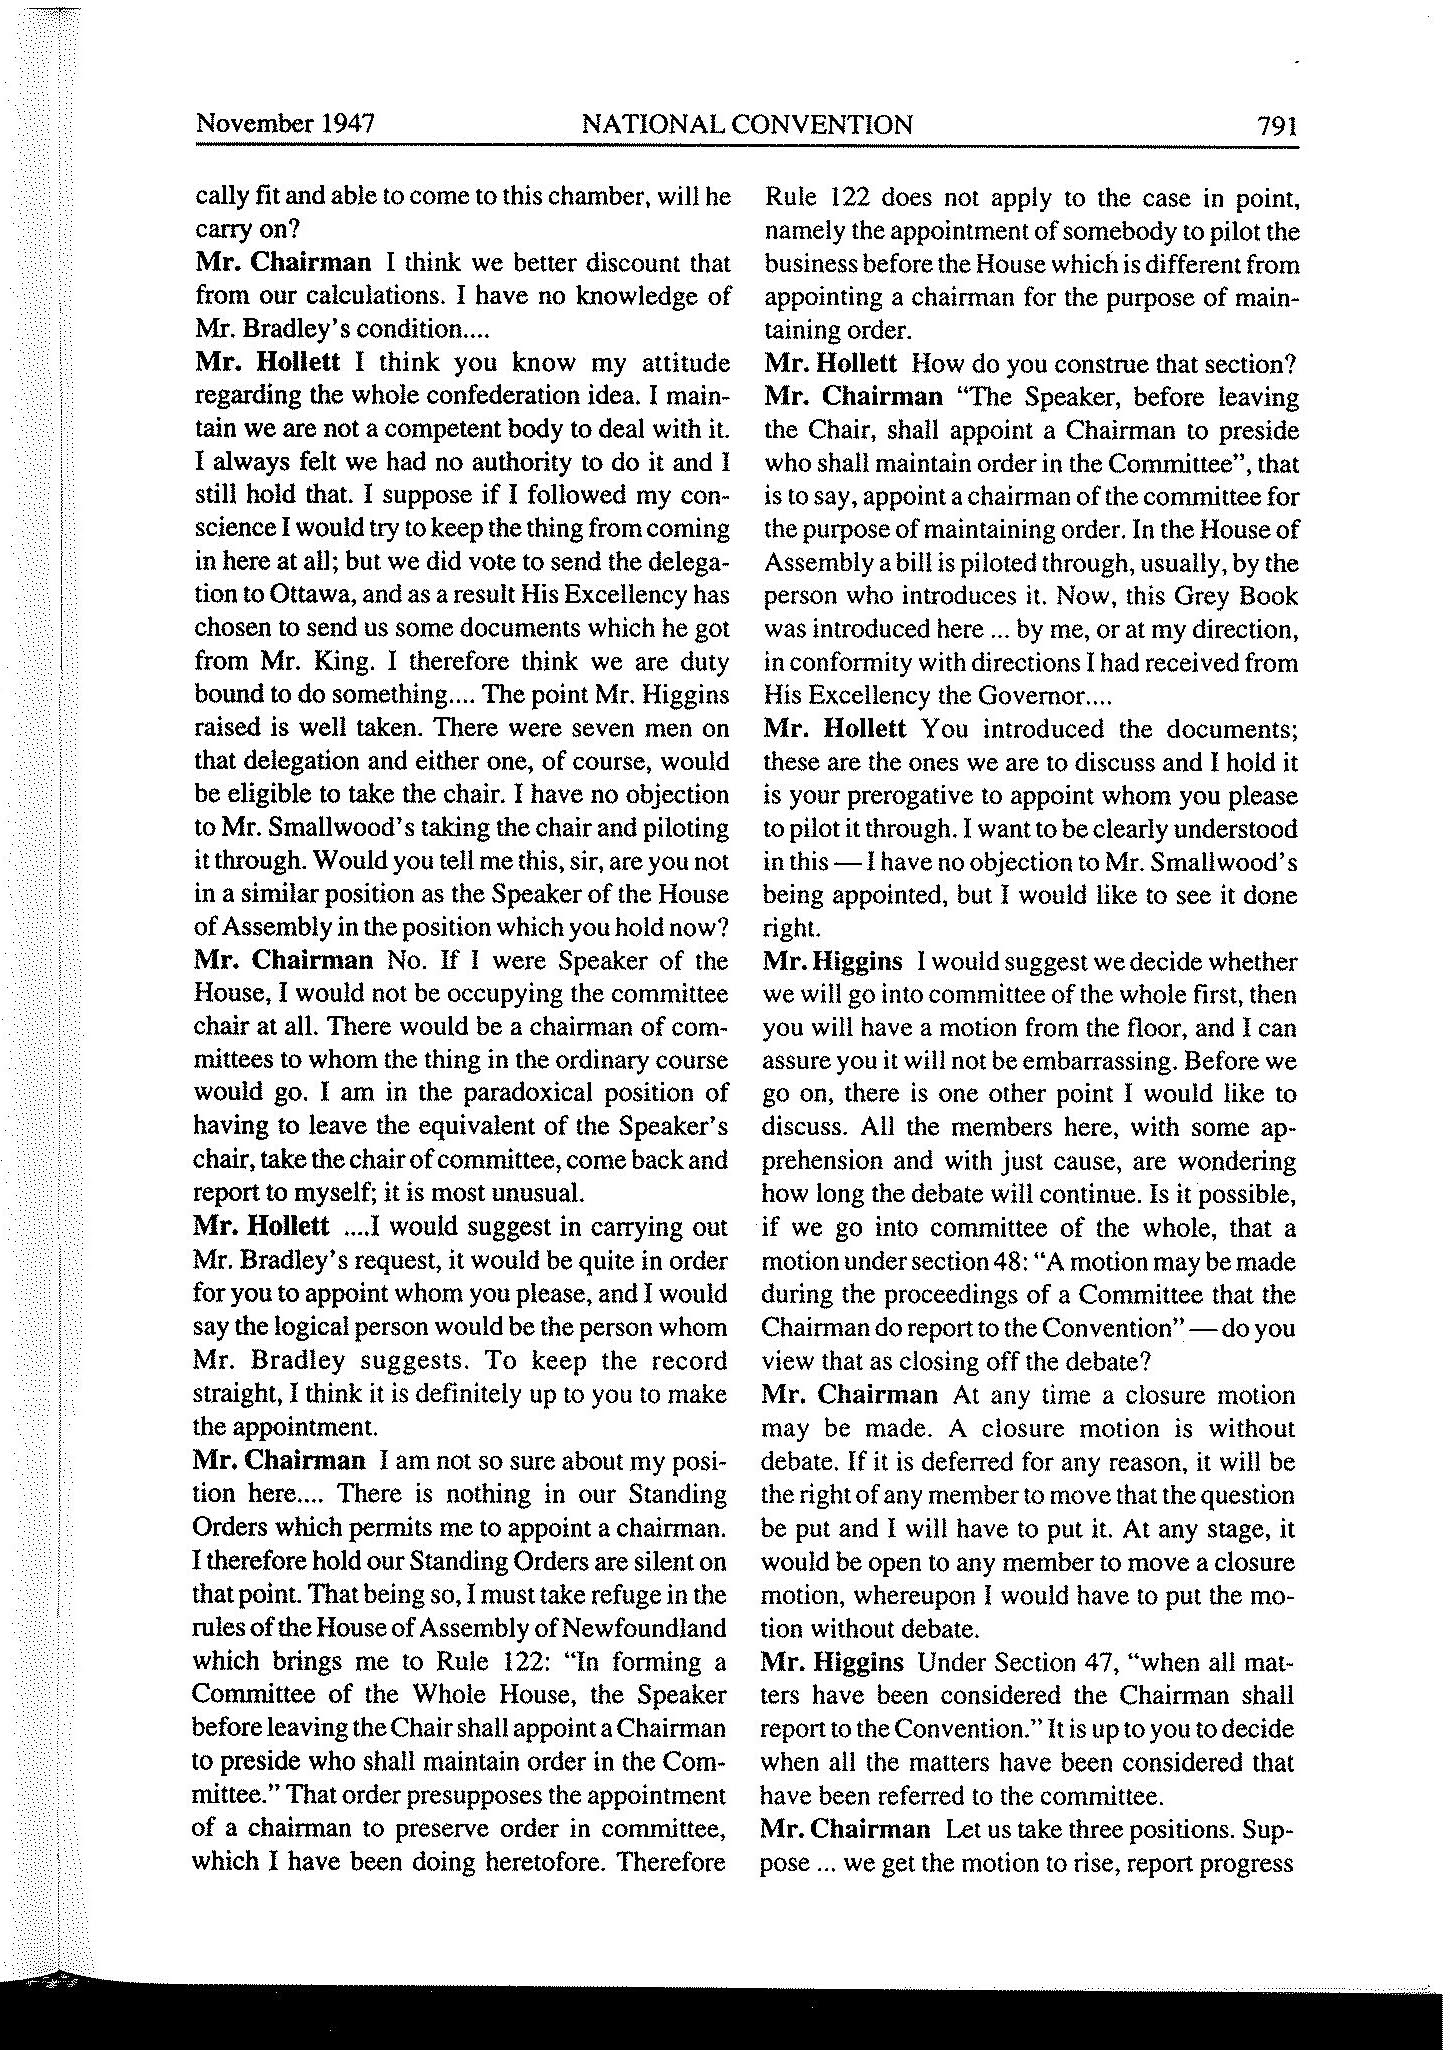 November 1947 NATIONAL CONVENTION 791
cally fit and able to come to this chamber, will he
carry on?
Mr. Chairman I think we better discount that
from our calculations. I have no knowledge of
Mr. Bradley's condition....
Mr. Hollett I think you know my attitude
regarding the whole confederation idea. I main-
tain we are not a competent body to deal with it.
I always felt we had no authority to do it and I
still hold that. I suppose if I followed my con-
science I would try to keep the thing from coming
in here at all; but we did vote to send the delega-
tion to Ottawa, and as a result His Excellency has
chosen to send us some documents which he got
from Mr. King. I therefore think we are duty
bound to do something.... The point Mr. Higgins
raised is well taken. There were seven men on
that delegation and either one, of course, would
be eligible to take the chair. I have no objection
to Mr. Smallwood's taking the chair and piloting
it through. Would you tell me this, sir, are you not
in a similar position as the Speaker of the House
of Assembly in the position which you hold now?
Mr. Chairman No. If I were Speaker of the
House, I would not be occupying the committee
chair at all. There would be a chairman of com-
mittees to whom the thing in the ordinary course
would go. I am in the paradoxical position of
having to leave the equivalent of the Speaker's
chair, take the chair of committee, come back and
report to myself; it is most unusual.
Mr. Hollett ....I would suggest in carrying out
Mr. Bradley's request, it would be quite in order
for you to appoint whom you please, and I would
say the logical person would be the person whom
Mr. Bradley suggests. To keep the record
straight, I think it is definitely up to you to make
the appointment.
Mr. Chairman I am not so sure about my posi-
tion here.... There is nothing in our Standing
Orders which permits me to appoint a chairman.
I therefore hold our Standing Orders are silent on
that point. That being so, I must take refuge in the
rules of the House of Assembly of Newfoundland
which brings me to Rule 122: "In forming a
Committee of the Whole House, the Speaker
before leaving the Chair shall appoint a Chairman
to preside who shall maintain order in the Com-
mittee." That order presupposes the appointment
of a chairman to preserve order in committee,
which I have been doing heretofore. Therefore
Rule 122 does not apply to the case in point,
namely the appointment of somebody to pilot the
business before the House which is different from
appointing a chairman for the purpose of main-
taining order.
Mr. Hollett How do you construe that section?
Mr. Chairman "The Speaker, before leaving
the Chair, shall appoint a Chairman to preside
who shall maintain order in the Committee", that
is to say, appoint a chairman of the committee for
the purpose of maintaining order. In the House of
Assembly a bill is piloted through, usually, by the
person who introduces it. Now, this Grey Book
was introduced here ... by me, or at my direction,
in conformity with directions I had received from
His Excellency the Governor....
Mr. Hollett You introduced the documents;
these are the ones we are to discuss and I hold it
is your prerogative to appoint whom you please
to pilot it through. I want to be clearly understood
in this — I have no objection to Mr. Smallwood's
being appointed, but I would like to see it done
right.
Mr. Higgins I would suggest we decide whether
we will go into committee of the whole first, then
you will have a motion from the floor, and I can
assure you it will not be embarrassing. Before we
go on, there is one other point I would like to
discuss. All the members here, with some ap-
prehension and with just cause, are wondering
how long the debate will continue. Is it possible,
if we go into committee of the whole, that a
motion under section 48: "A motion may be made
during the proceedings of a Committee that the
Chairman do report to the Convention" — do you
view that as closing off the debate?
Mr. Chairman At any time a closure motion
may be made. A closure motion is without
debate. If it is deferred for any reason, it will be
the right of any member to move that the question
be put and I will have to put it. At any stage, it
would be open to any member to move a closure
motion, whereupon I would have to put the mo-
tion without debate.
Mr. Higgins Under Section 47, "when all mat-
ters have been considered the Chairman shall
report to the Convention." It is up to you to decide
when all the matters have been considered that
have been referred to the committee.
Mr. Chairman Let us take three positions. Sup-
pose ... we get the motion to rise, report progress